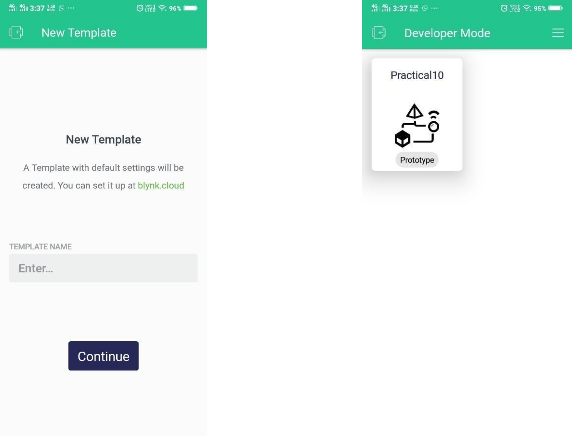 3:37
96%
New Template
New Template
A Template with default settings will be
created. You can set it up at blynk.cloud
TEMPLATE NAME
Enter...
Continue
3:37
95%
Developer Mode
Practical10
Prototype